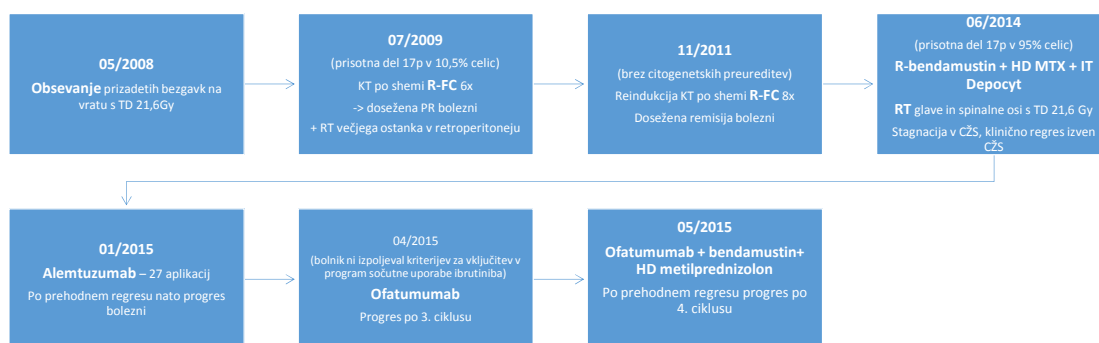 05/2008
Obsevanje prizadetih bezgavk na
vratu s TD 21,6Gy
07/2009
(prisotna del 17p v 10,5% celic)
KT po shemi R-FC 6x
-> dosežena PR bolezni
+ RT večjega ostanka v retroperitoneju
11/2011
(brez citogenetskih preureditev)
Reindukcija KT po shemi R-FC 8x
Dosežena remisija bolezni
06/2014
(prisotna del 17p v 95% celic)
R-bendamustin + HD MTX + IT
Depocyt
RT glave in spinalne osi s TD 21,6 Gy
Stagnacija v CŽS, klinično regres izven
CŽS
01/2015
Alemtuzumab – 27 aplikacij
Po prehodnem regresu nato progres
bolezni
04/2015
(bolnik ni izpoljeval kriterijev za vključitev v
program sočutne uporabe ibrutiniba)
Ofatumumab
Progres po 3. ciklusu
05/2015
Ofatumumab + bendamustin+
HD metilprednizolon
Po prehodnem regresu progres po
4. ciklusu